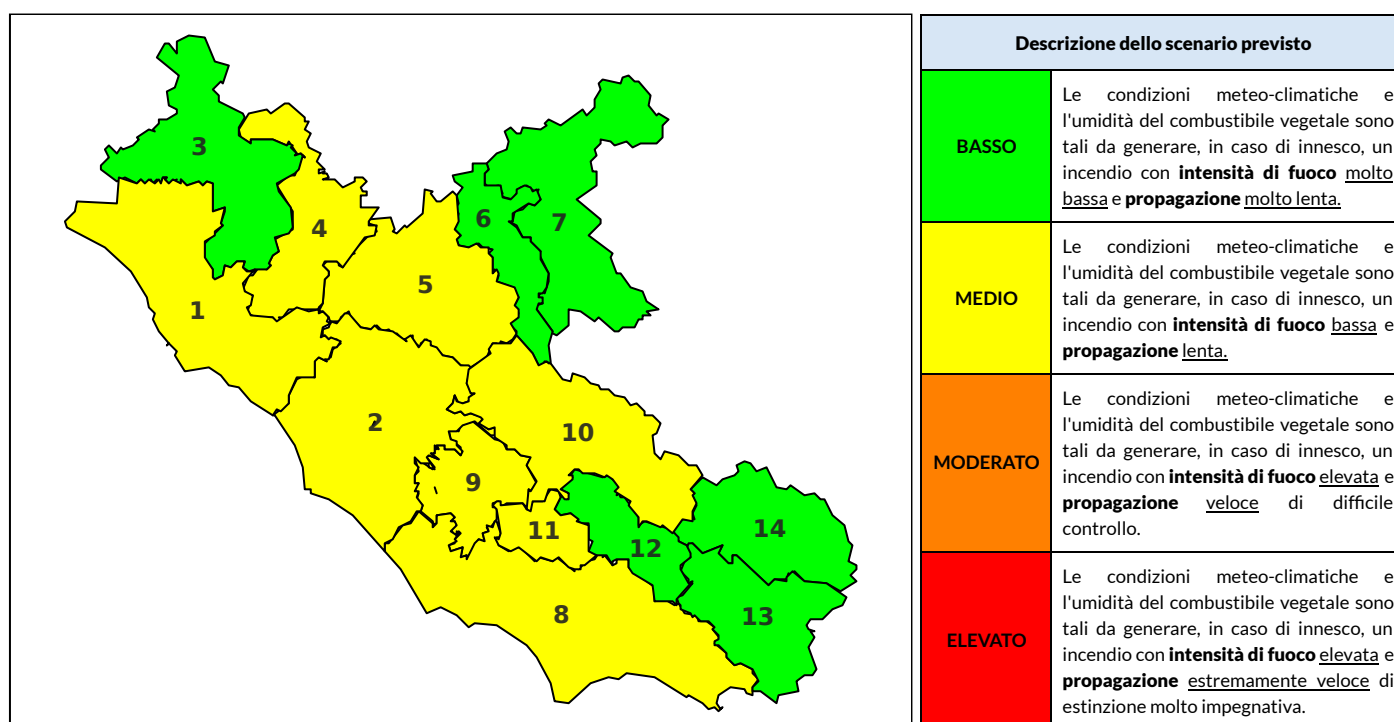 3
4
6
7
5
1
2
10
9
11
14
12
8
13
Descrizione dello scenario previsto
BASSO
Le condizioni meteo-climatiche e
l'umidità del combustibile vegetale sono
tali da generare, in caso di innesco, un
incendio con intensità di fuoco molto
bassa e propagazione molto lenta.
MEDIO
Le condizioni meteo-climatiche e
l'umidità del combustibile vegetale sono
tali da generare, in caso di innesco, un
incendio con intensità di fuoco bassa e
propagazione lenta.
MODERATO
Le condizioni meteo-climatiche e
l'umidità del combustibile vegetale sono
tali da generare, in caso di innesco, un
incendio con intensità di fuoco elevata e
propagazione veloce di difficile
controllo.
ELEVATO
Le condizioni meteo-climatiche e
l'umidità del combustibile vegetale sono
tali da generare, in caso di innesco, un
incendio con intensità di fuoco elevata e
propagazione estremamente veloce di
estinzione molto impegnativa.